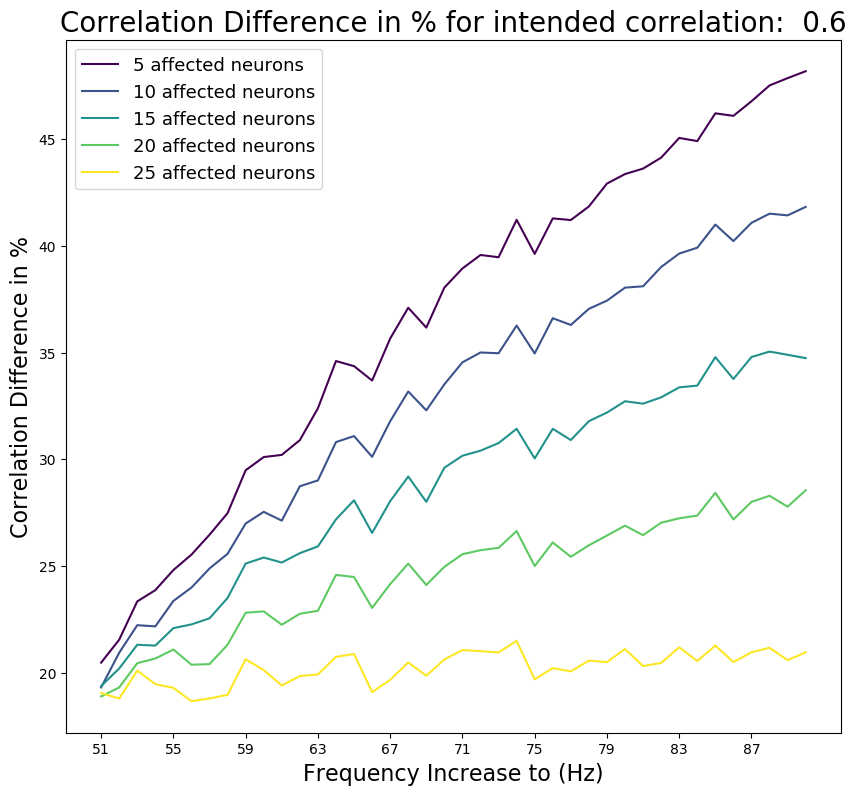 Correlation Difference in % for intended correlation:  0.6
5 affected neurons
10 affected neurons
15 affected neurons
20 affected neurons
25 affected neurons
Correlation Difference in %
45
40
35
30
25
20
51 55 59 63 67 71 75 79 83 87
Frequency Increase to (Hz)